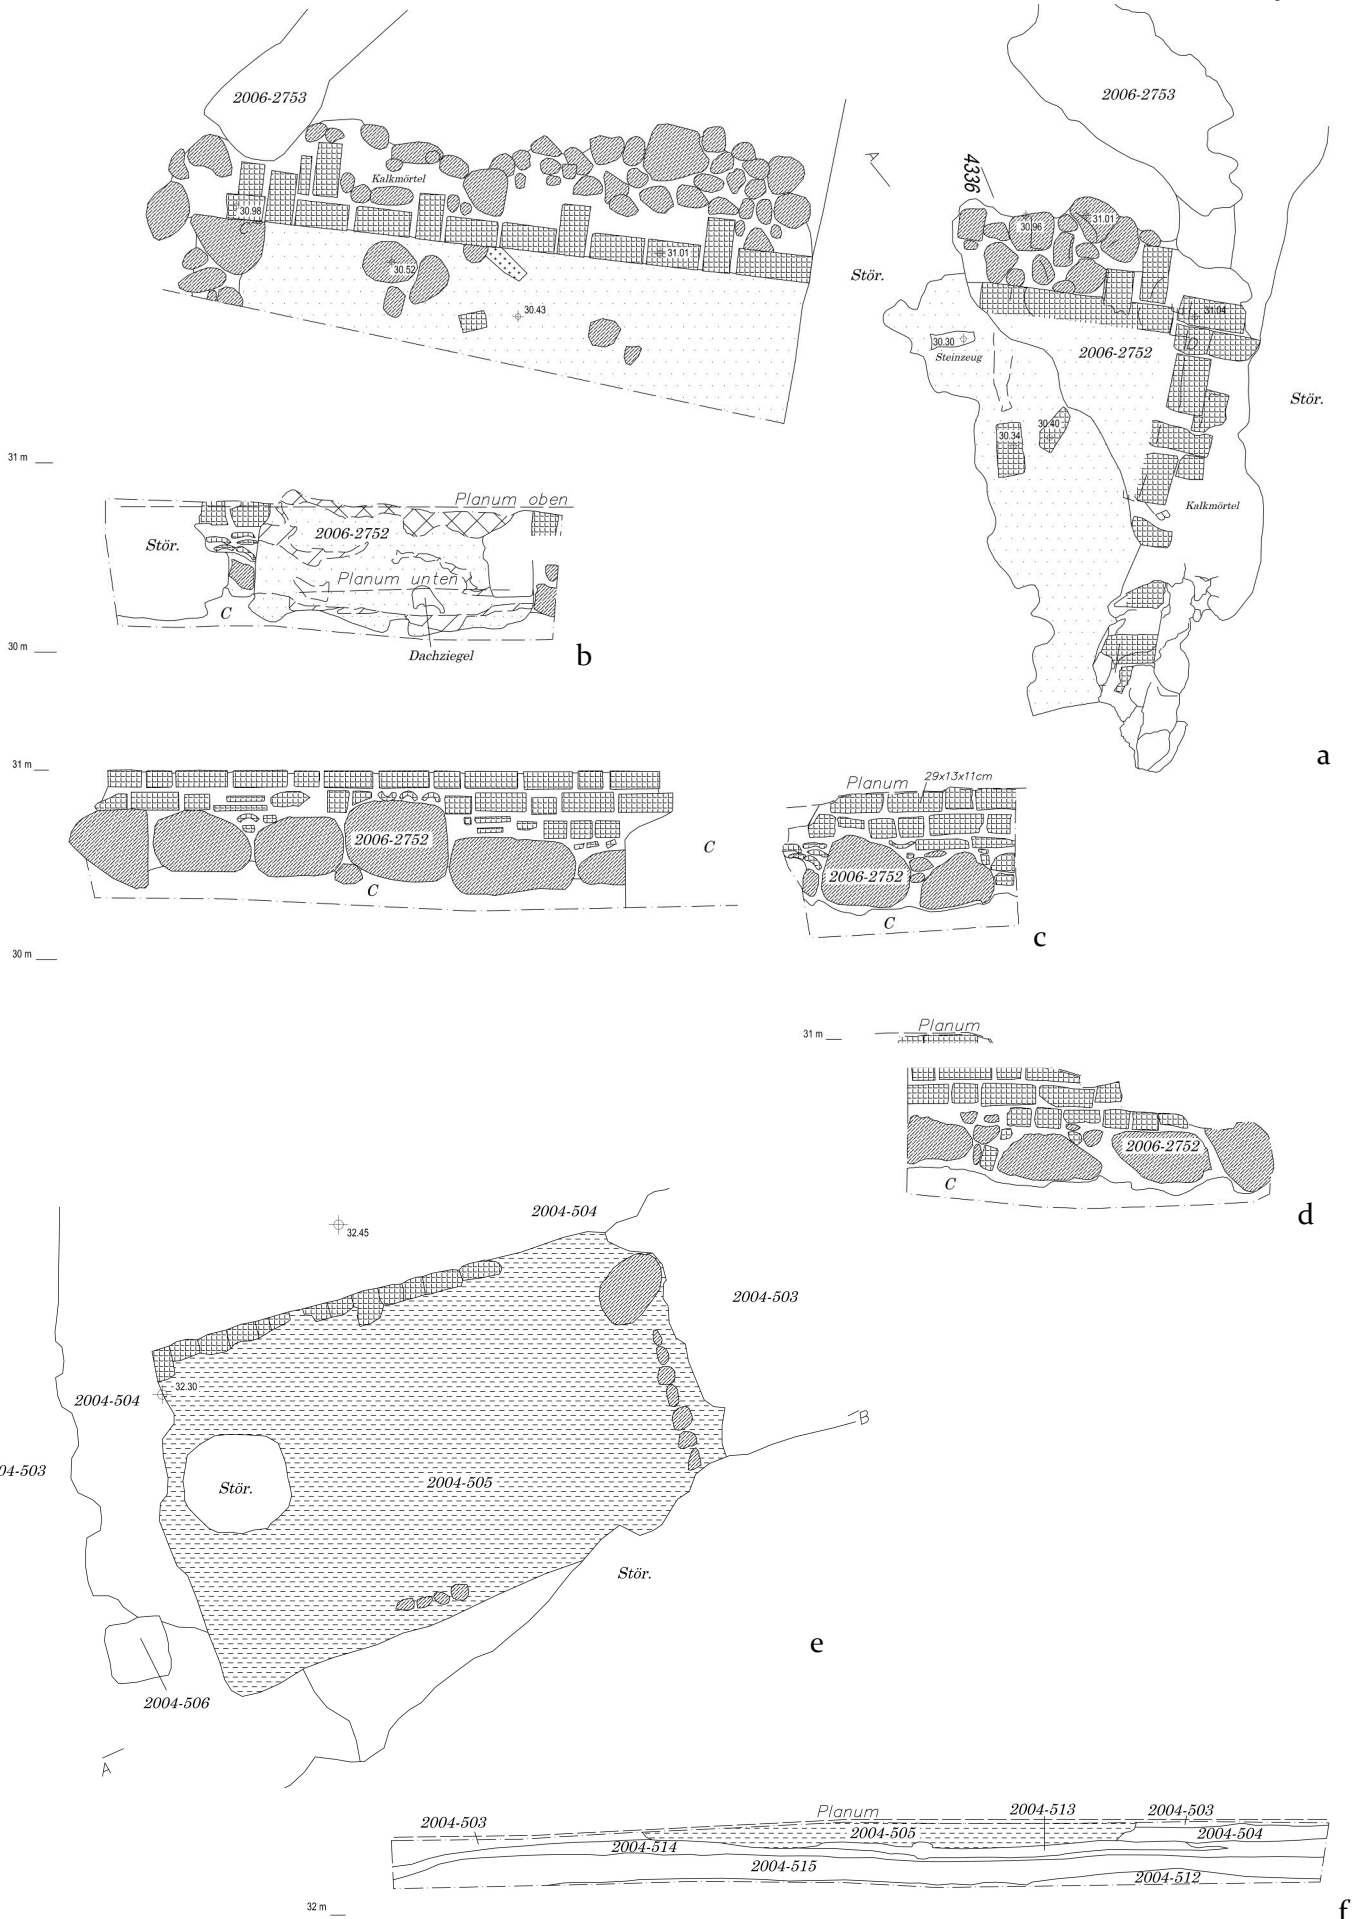 2006-2753
2006-2753
4336
A
Kalkmörtel
30.98
C
31.01
30.96
30.52
31.01
Stör.
30.43
31.04
30.30
Steinzeug
2006-2752
D
Stör.
30.40
30.34
31 m
Planum oben
2006-2752
Stör.
Kalkmörtel
Planum unten
C
30 m
Dachziegel
b
a
31 m
Planum
29x13x11cm
2006-2752
C
2006-2752
C
C
c
30 m
31 m
Planum
2006-2752
C
d
2004-504
32.45
2004-503
32.30
2004-504
B
04-503
2004-505
Stör.
Stör.
e
2004-506
A
Planum
2004-513
2004-503
2004-503
2004-505
2004-504
2004-514
2004-515
2004-512
32 m
f